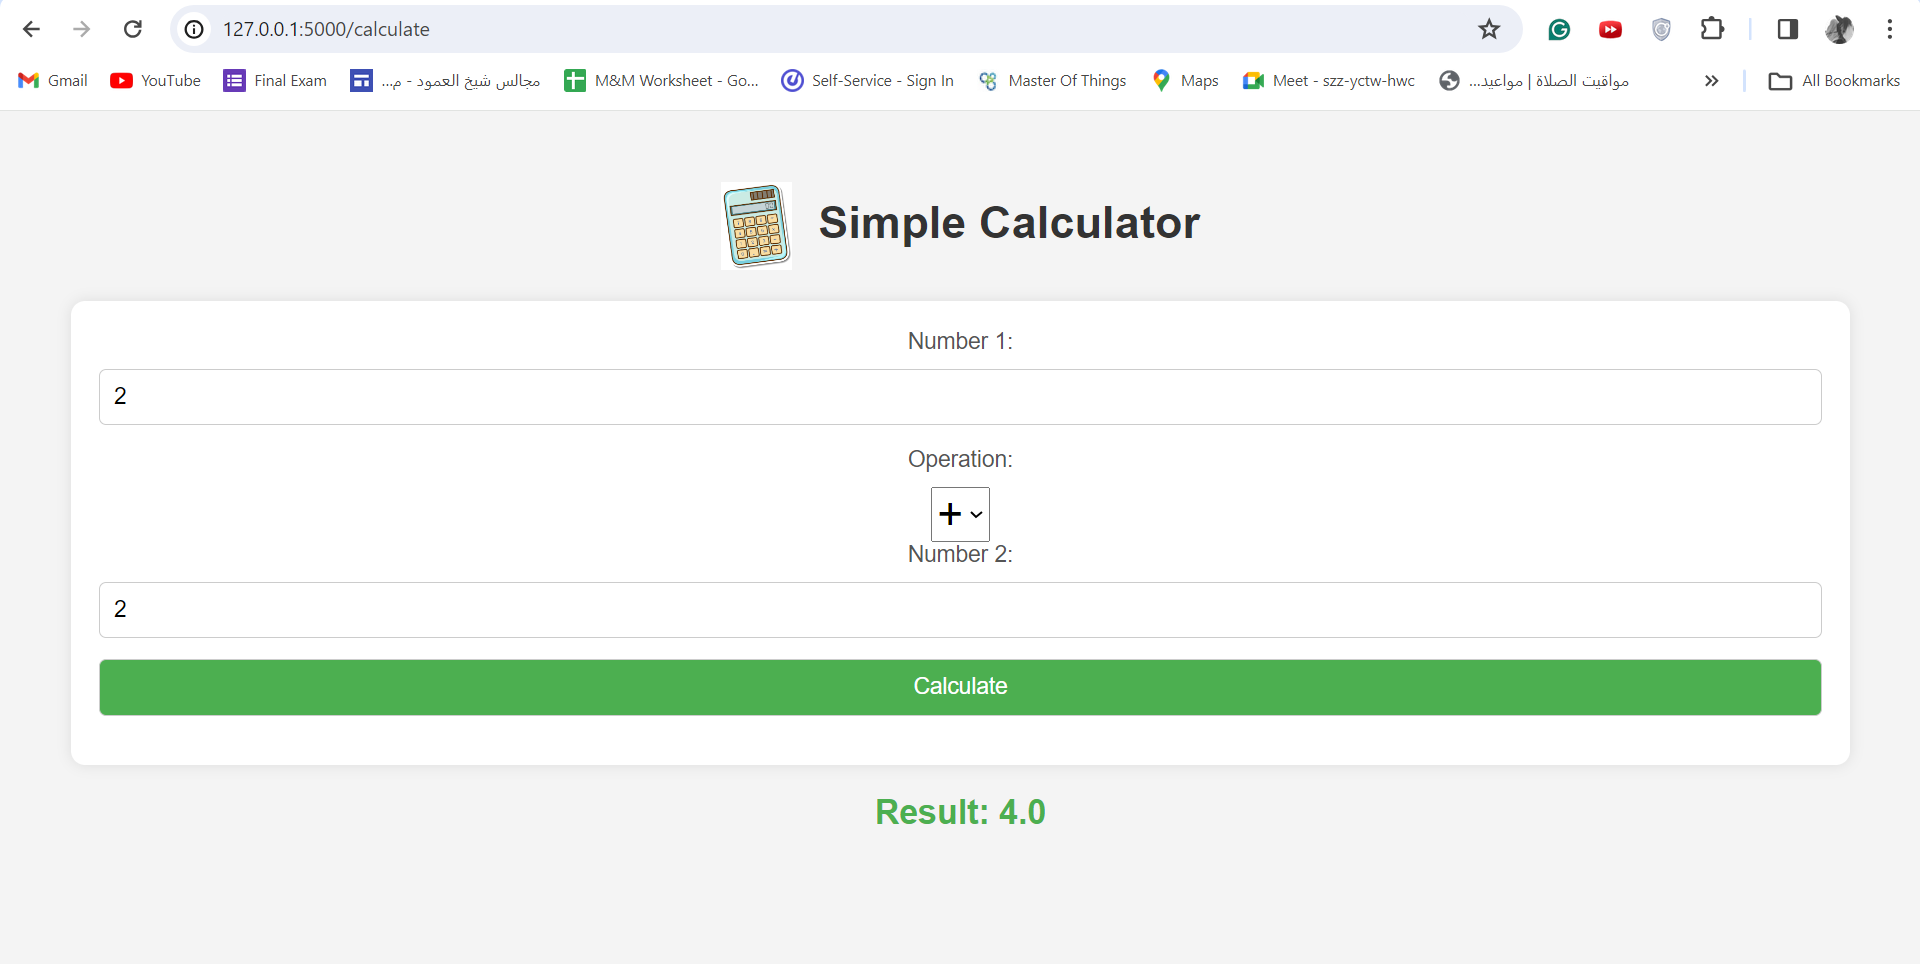 127.0.0.1:5000/calculate
Gmail YouTube Final Exam مجالس شيخ العمود - م... M&M Worksheet - Go... Self-Service - Sign In Master Of Things Maps Meet - szz-yctw-hwc مواقيت الصلاة | مواعيد... All Bookmarks
Simple Calculator
Number 1:
2
Operation:
+
Number 2:
2
Calculate
Result: 4.0